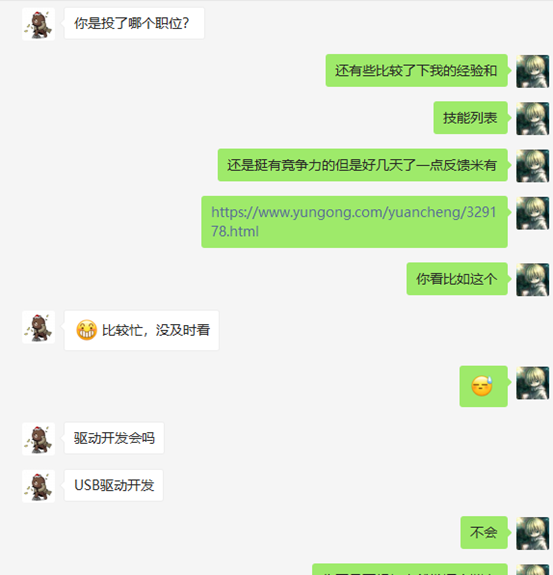 你是投了哪个职位？
还有些比较了下我的经验和
技能列表
还是挺有竟争力的但是好几天了一点反馈米有
https://www.yungong.com/yuancheng/3291
78.html
你看比如这个
比较忙，没及时看
驱动开发会吗
USB驱动开发
不会